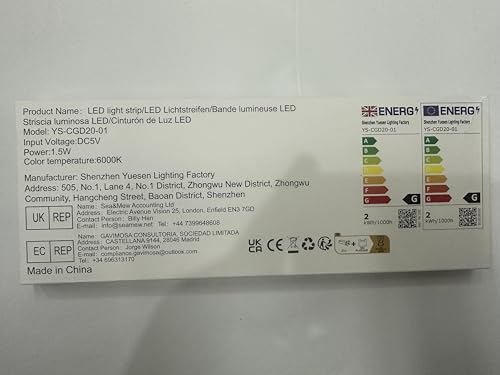 Product Name: LED light strip/LED Lichtstreifen/Bande lumineuse LED
Striscia luminosa LED/Cinturón de Luz LED
Model: YS-CGD20-01
Input Voltage:DC5V
Power:1.5W
Color temperature:6000K
Manufacturer: Shenzhen Yuesen Lighting Factory
Address: 505, No.1, Lane 4, No.1 District, Zhongwu New District, Zhongwu
Community, Hangcheng Street, Baoan District, Shenzhen
UK REP
Sea&Mew Accounting Ltd
Address: Electric Avenue Vision 25, London, Enfield EN3 7GD
Contact Person: Billy Han
Email: info@seamew.net Tel: +44 7399648608
EC REP
Name: GAVIMOSA CONSULTORIA, SOCIEDAD LIMITADA
Address: CASTELLANA 9144, 28046 Madrid
Contact Person: Jorge Wilson
Email: complianos.gavimosa@outlook.com
Tel: +34 696313170
Made in China
ENERG
Shenzhen Yuesen Lighting Factory
YS-CGD20-01
A
B
C
D
E
F
G
G
2
kWh/1000h
ENERG
Shenzhen Yuesen Lighting Factory
YS-CGD20-01
A
B
C
D
E
F
G
G
2
kWh/1000h
UK
CA
CE